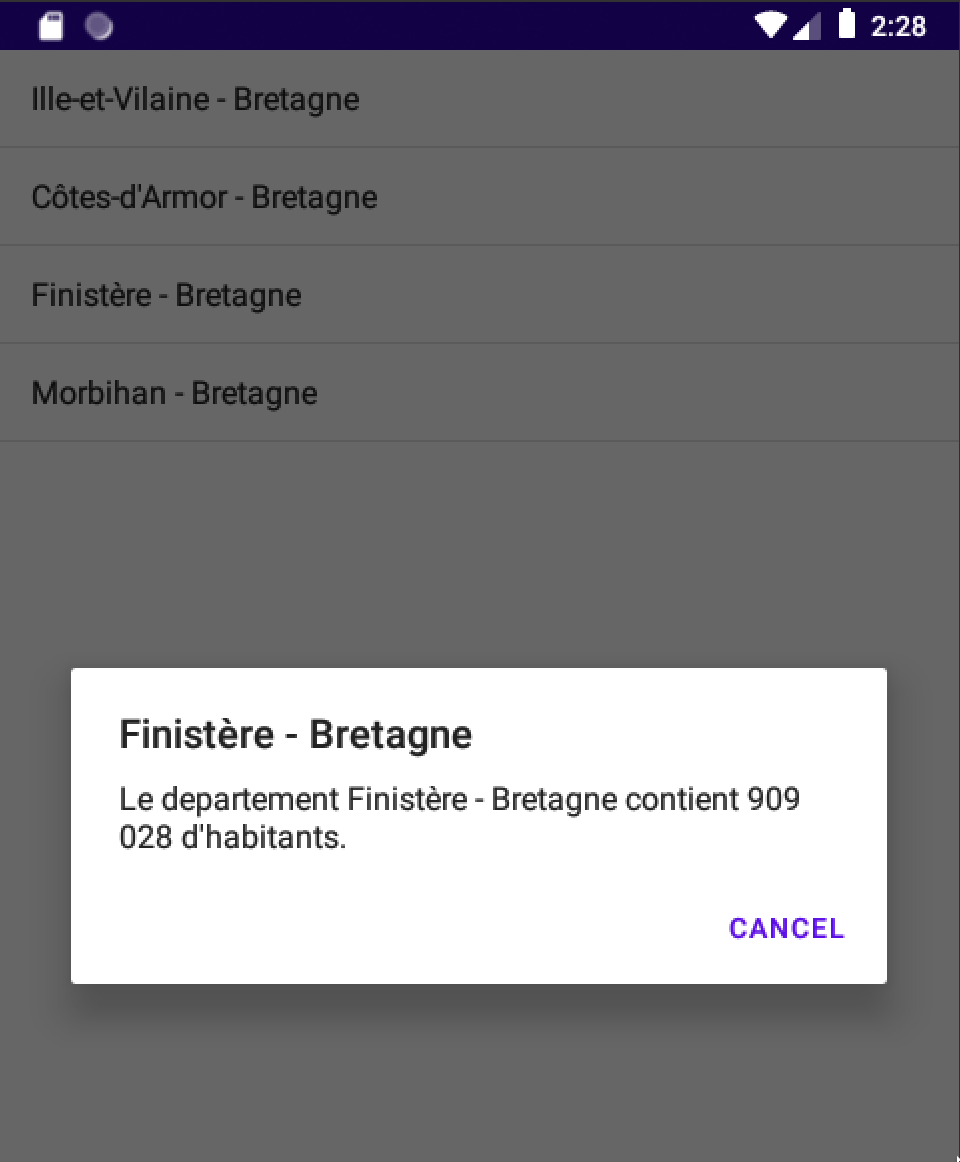 2:28
Ille-et-Vilaine - Bretagne
Côtes-d'Armor - Bretagne
Finistère - Bretagne
Morbihan - Bretagne
Finistère - Bretagne
Le departement Finistère - Bretagne contient 909
028 d'habitants.
CANCEL